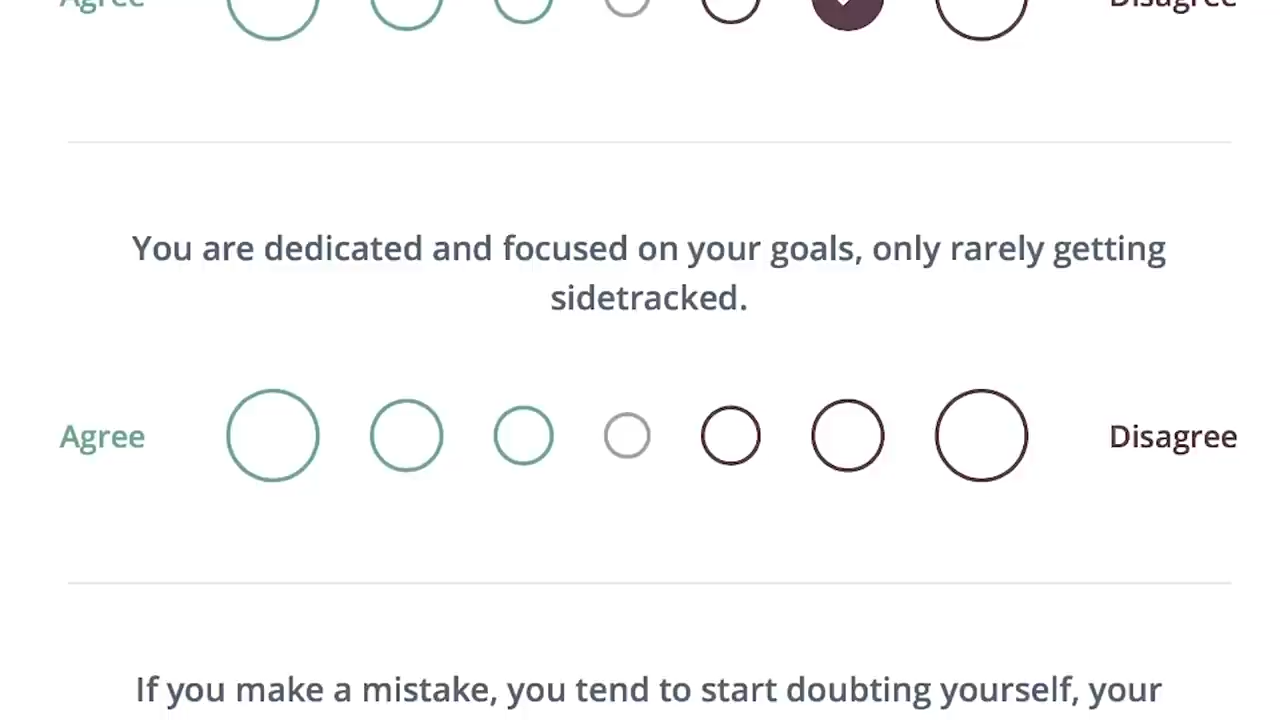 Agree Disagree
You are dedicated and focused on your goals, only rarely getting
sidetracked.
Agree Disagree
If you make a mistake, you tend to start doubting yourself, your